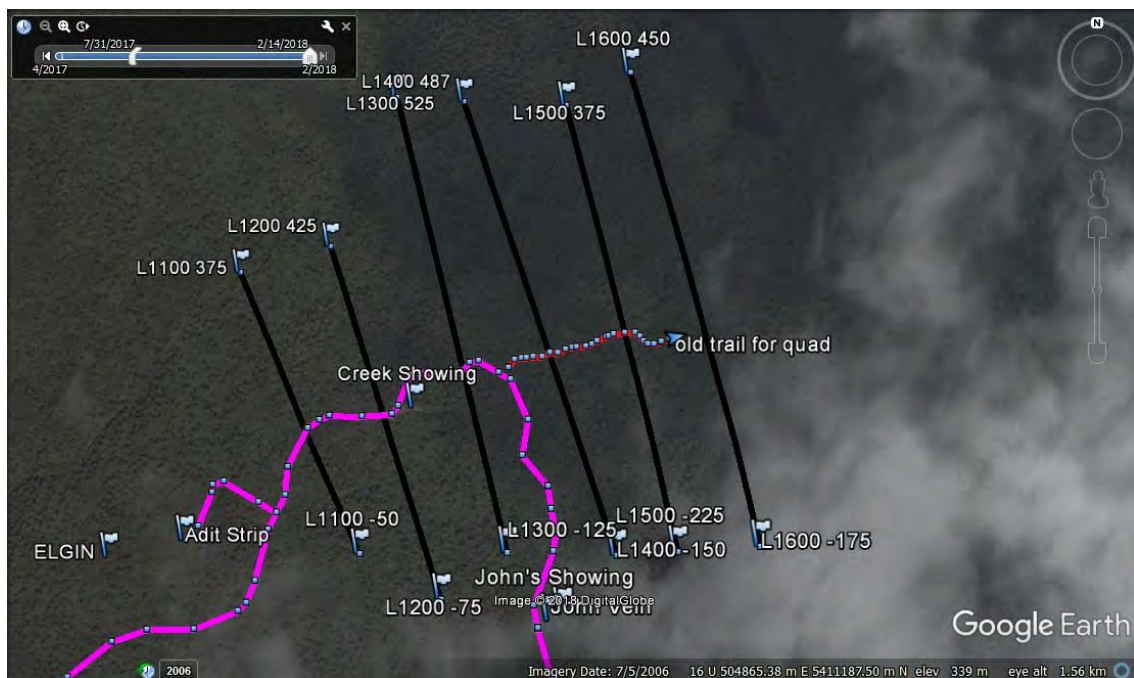 N
7/31/2017
2/14/2018
4/2017
2/2018
L1600 450
L1400 487
L1300 525
L1500 375
L1200 425
L1100 375
old trail for quad
Creek Showing
L1100 -50
L1500 -225
L1300 -125
Adit Strip
ELGIN
L1400 -150
L1600 -175
John's Showing
L1200 -75
Image © 2018 DigitalGlobe
John Vein
Google Earth
2006
Imagery Date: 7/5/2006 16 U 504865.38 m E 5411187.50 m N elev 339 m eye alt 1.56 km